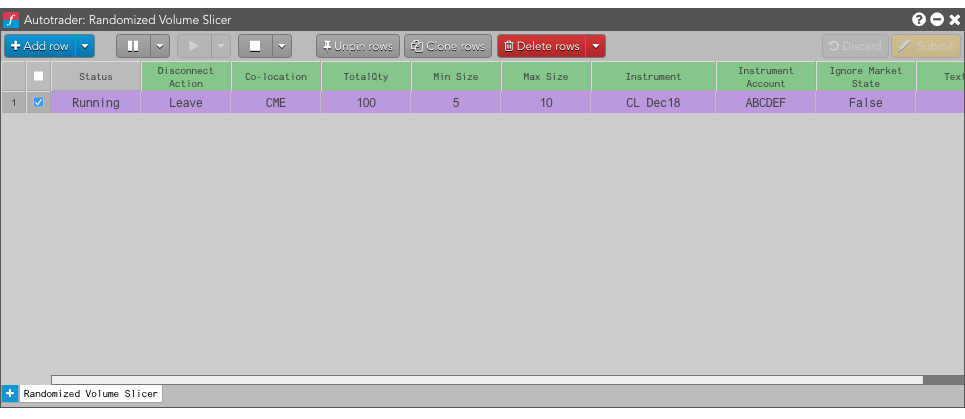 Autotrader: Randomized Volume Slicer
Add row Unpin rows Clone rows Delete rows Discard Submit
Status Disconnect Action Co-location TotalQty Min Size Max Size Instrument Instrument Account Ignore Market State Text
1 Running Leave CME 100 5 10 CL Dec18 ABCDEF False
Randomized Volume Slicer